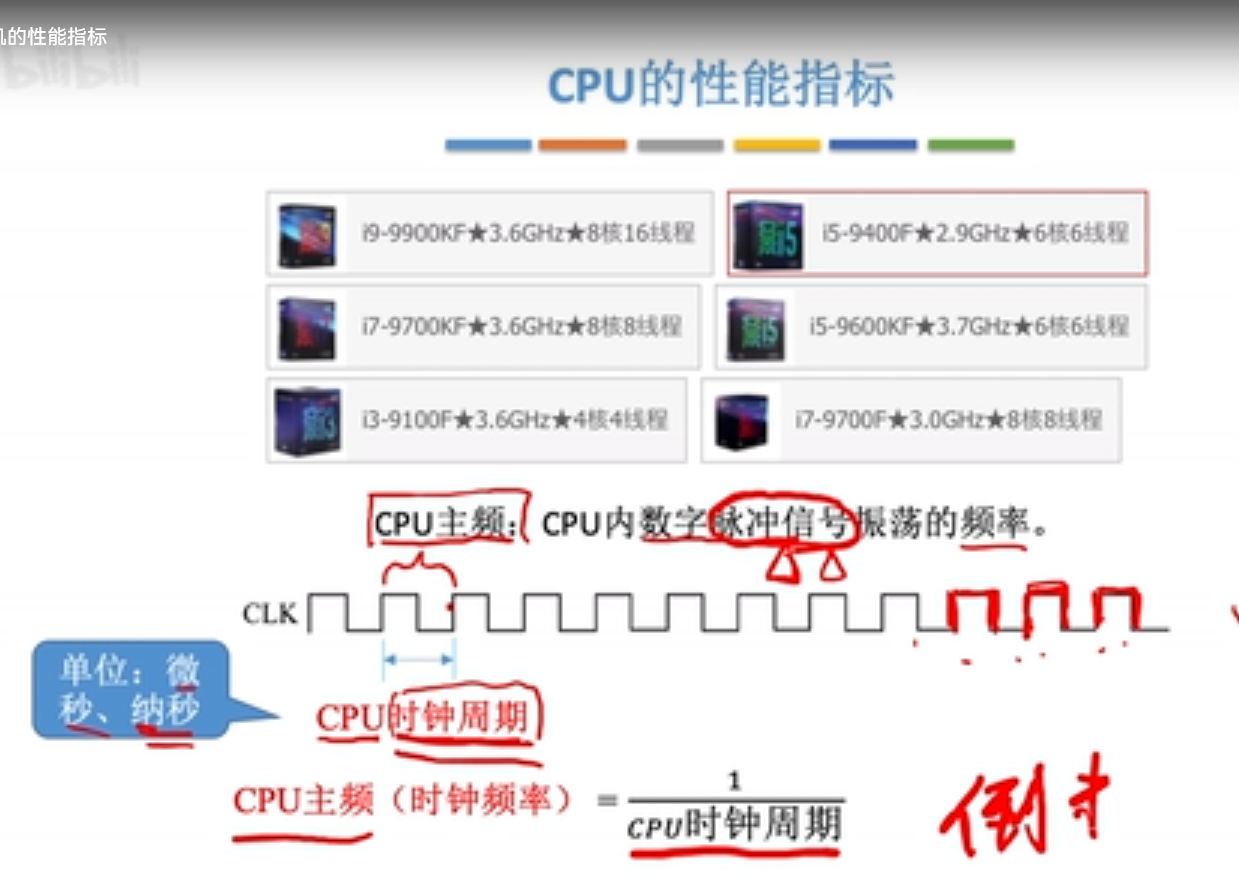 机的性能指标
bilibili
CPU的性能指标
i9-9900KF★3.6GHz★8核16线程
i5-9400F★2.9GHz★6核6线程
i7-9700KF★3.6GHz★8核8线程
i5-9600KF★3.7GHz★6核6线程
i3-9100F★3.6GHz★4核4线程
i7-9700F★3.0GHz★8核8线程
CPU主频：CPU内数字脉冲信号振荡的频率。
CLK
单位：微
秒、纳秒
CPU时钟周期
CPU主频（时钟频率）= 1 / CPU时钟周期
倒